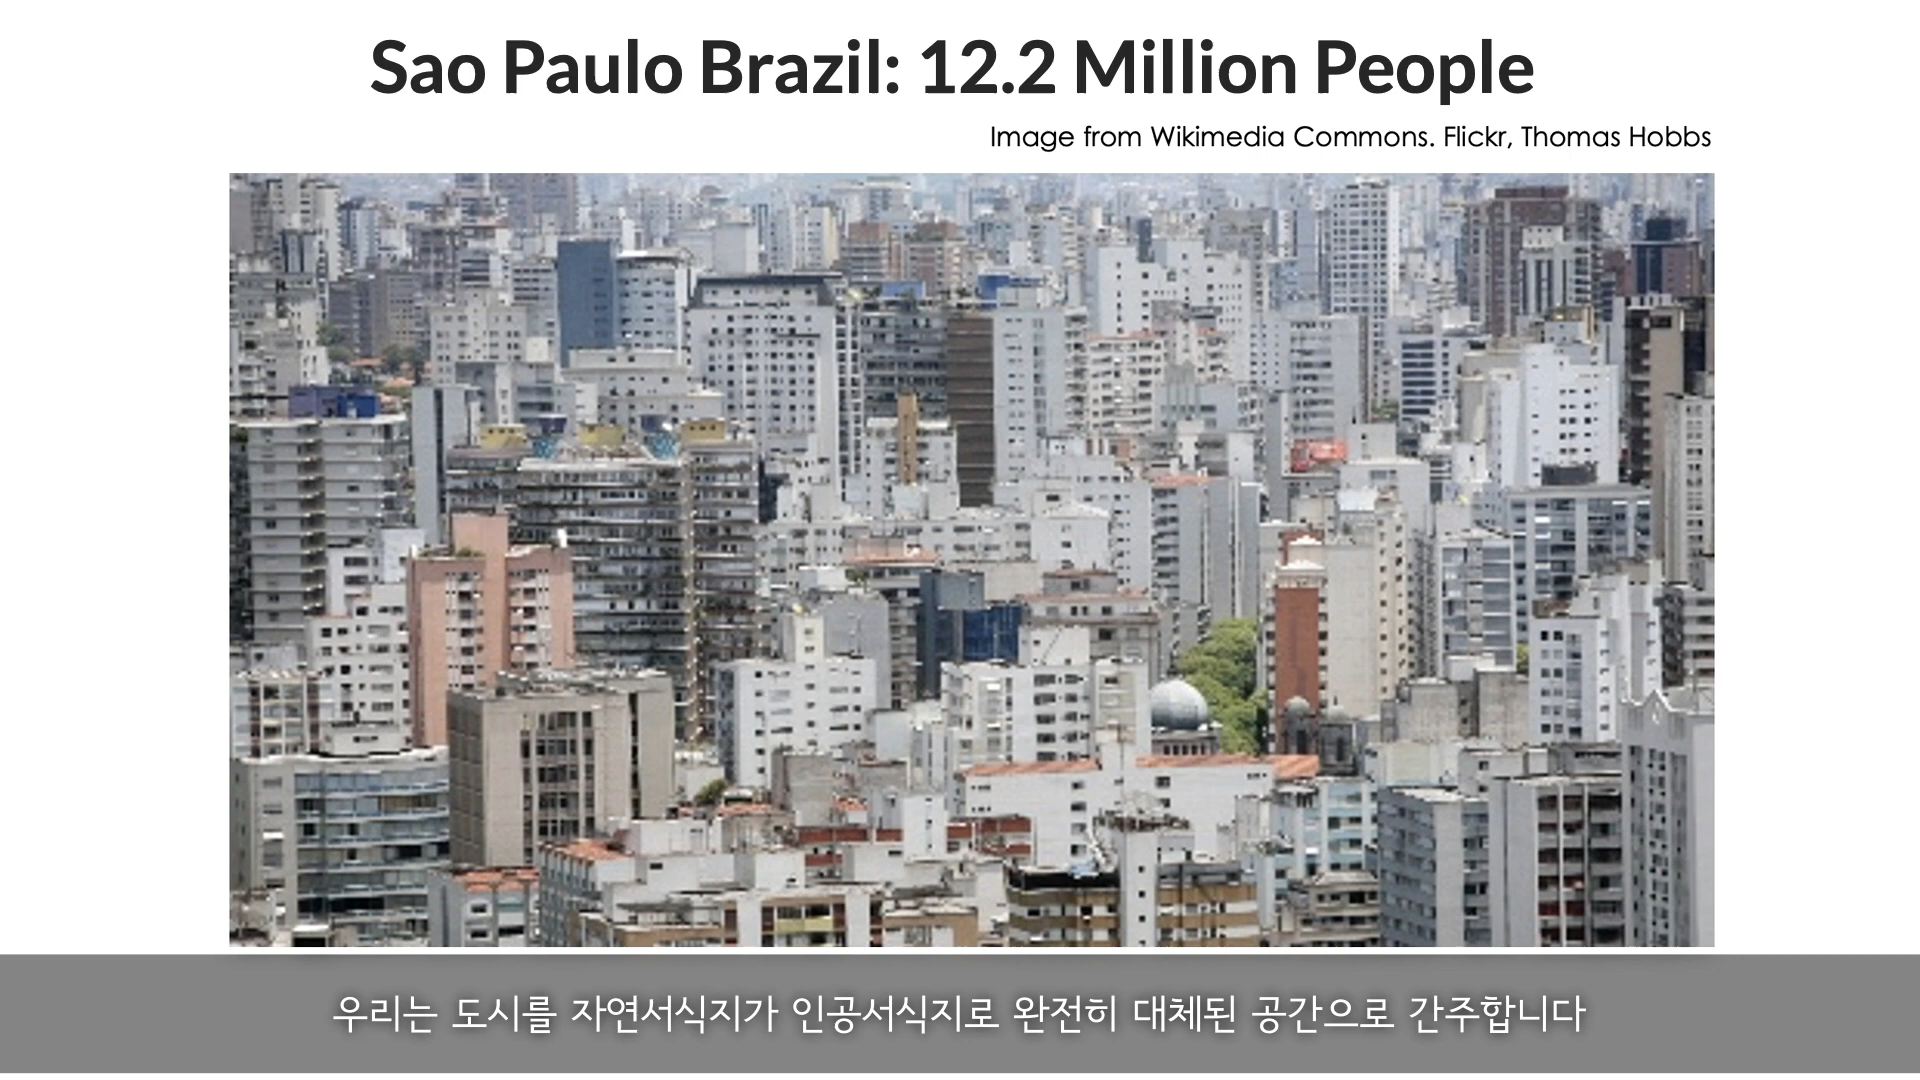 Sao Paulo Brazil: 12.2 Million People
Image from Wikimedia Commons. Flickr, Thomas Hobbs
우리는 도시를 자연서식지가 인공서식지로 완전히 대체된 공간으로 간주합니다